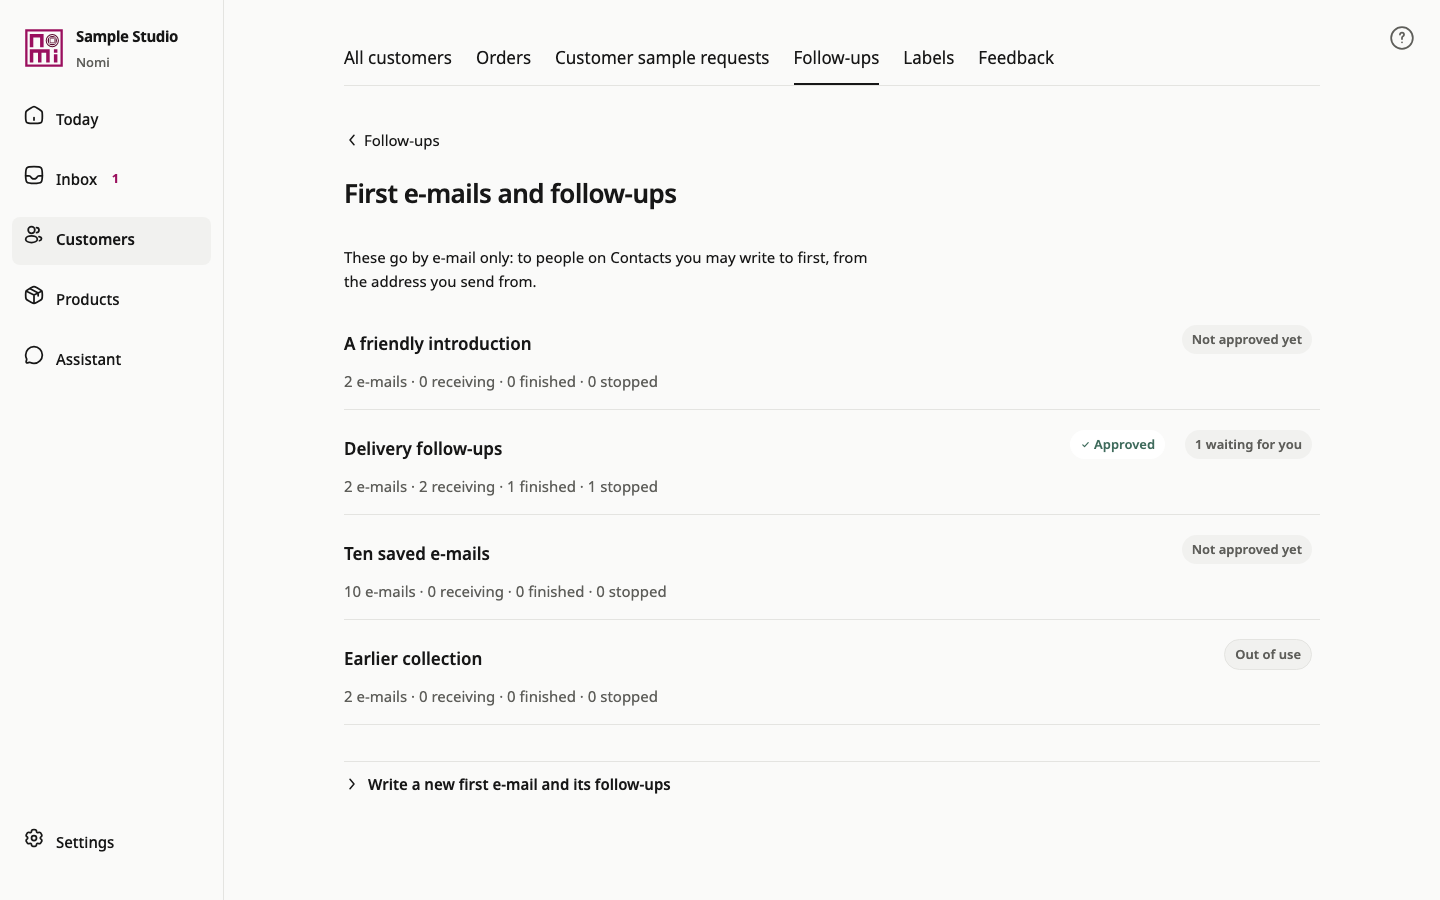 Sample Studio
Nomi
Today
Inbox 1
Customers
Products
Assistant
Settings
All customers Orders Customer sample requests Follow-ups Labels Feedback
Follow-ups
First e-mails and follow-ups
These go by e-mail only: to people on Contacts you may write to first, from
the address you send from.
A friendly introduction
Not approved yet
2 e-mails · 0 receiving · 0 finished · 0 stopped
Delivery follow-ups
Approved
1 waiting for you
2 e-mails · 2 receiving · 1 finished · 1 stopped
Ten saved e-mails
Not approved yet
10 e-mails · 0 receiving · 0 finished · 0 stopped
Earlier collection
Out of use
2 e-mails · 0 receiving · 0 finished · 0 stopped
Write a new first e-mail and its follow-ups